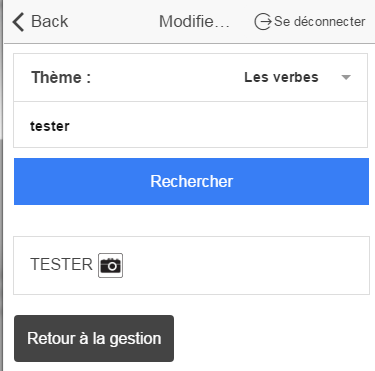 Back Modifie… Se déconnecter
Thème : Les verbes
tester
Rechercher
TESTER
Retour à la gestion